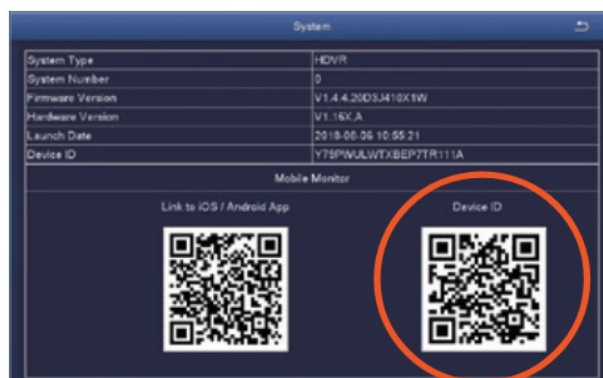 System
System Type HDVR
System Number 0
Firmware Version V1.4.4.20D3J410X1W
Hardware Version V1.16X.A
Launch Date 2018-06-06 10:55:21
Device ID Y79PWULWTXBEP7TR111A
Mobile Monitor
Link to iOS / Android App Device ID